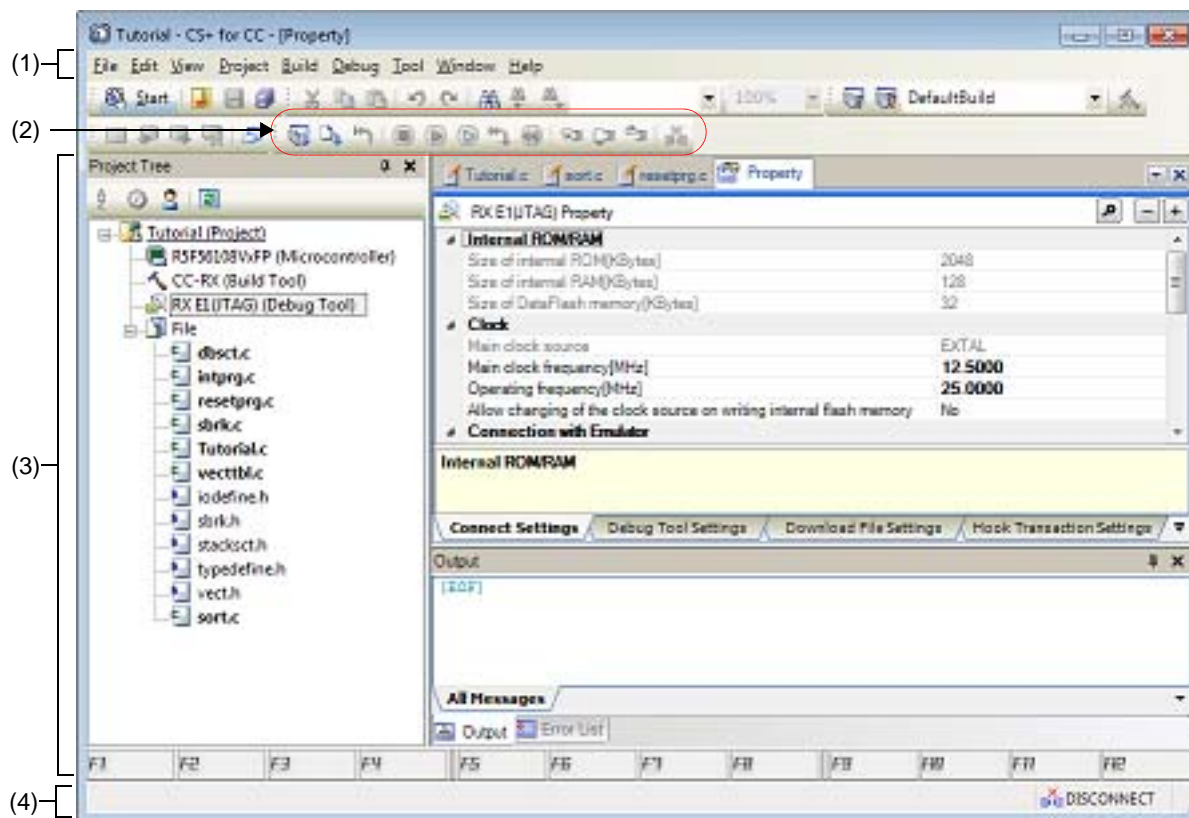 Tutorial - CS+ for CC - [Property]
(1)
File Edit View Project Build Debug Tool Window Help
Start 100% DefaultBuild
(2)
(3)
Project Tree
Tutorial (Project)
R5F56108VxFP (Microcontroller)
CC-RX (Build Tool)
RX E1(JTAG) (Debug Tool)
File
dbsct.c
intprg.c
resetprg.c
sbrk.c
Tutorial.c
vecttbl.c
iodefine.h
sbrk.h
stacksct.h
typedefine.h
vect.h
sort.c
Tutorial.c sort.c resetprg.c Property
RX E1(JTAG) Property
Internal ROM/RAM
Size of internal ROM[KBytes] 2048
Size of internal RAM[KBytes] 128
Size of DataFlash memory[KBytes] 32
Clock
Main clock source EXTAL
Main clock frequency[MHz] 12.5000
Operating frequency[MHz] 25.0000
Allow changing of the clock source on writing internal flash memory No
Connection with Emulator
Internal ROM/RAM
Connect Settings Debug Tool Settings Download File Settings Hook Transaction Settings
Output
[EOF]
All Messages
Output Error List
F1 F2 F3 F4 F5 F6 F7 F8 F9 F10 F11 F12
(4)
DISCONNECT